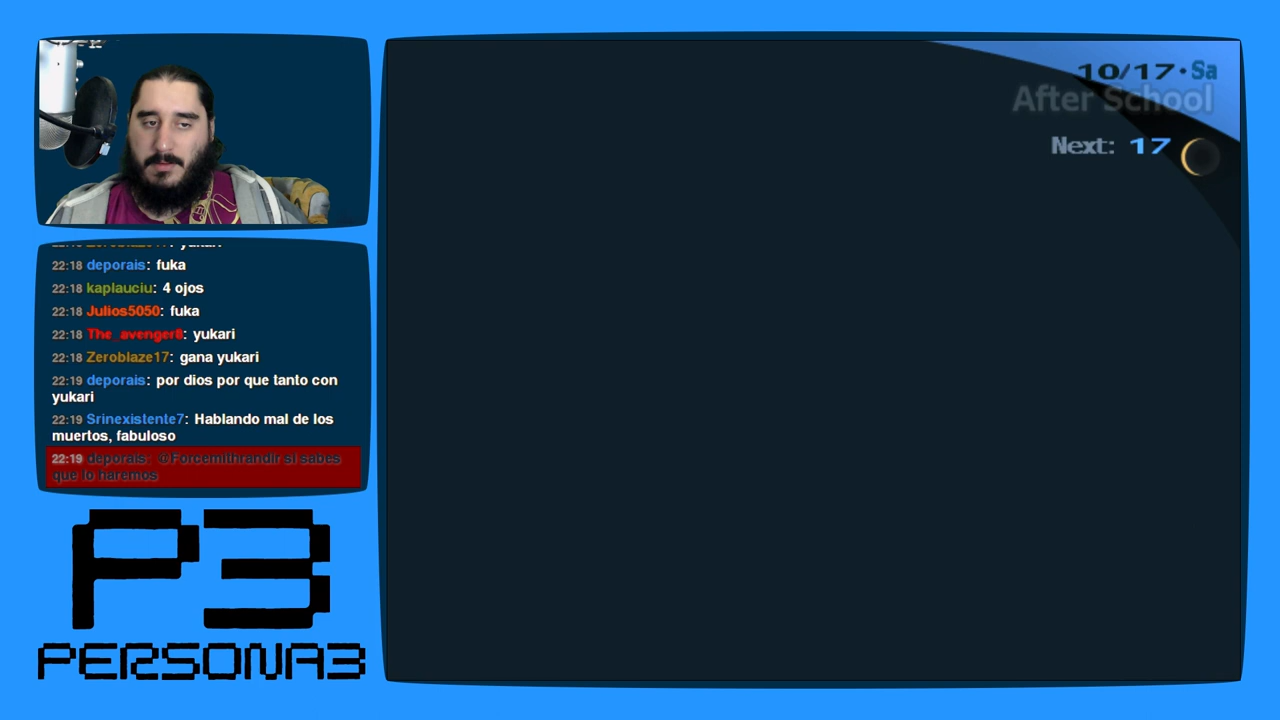 10/17・Sa
After School
Next: 17
22:18 deporais: fuka
22:18 kaplauciu: 4 ojos
22:18 Julios5050: fuka
22:18 The_avenger8: yukari
22:18 Zeroblaze17: gana yukari
22:19 deporais: por dios por que tanto con
yukari
22:19 Srinexistente7: Hablando mal de los
muertos, fabuloso
22:19 deporais: @Forcemithrandir si sabes
que lo haremos
P3
PERSONA3